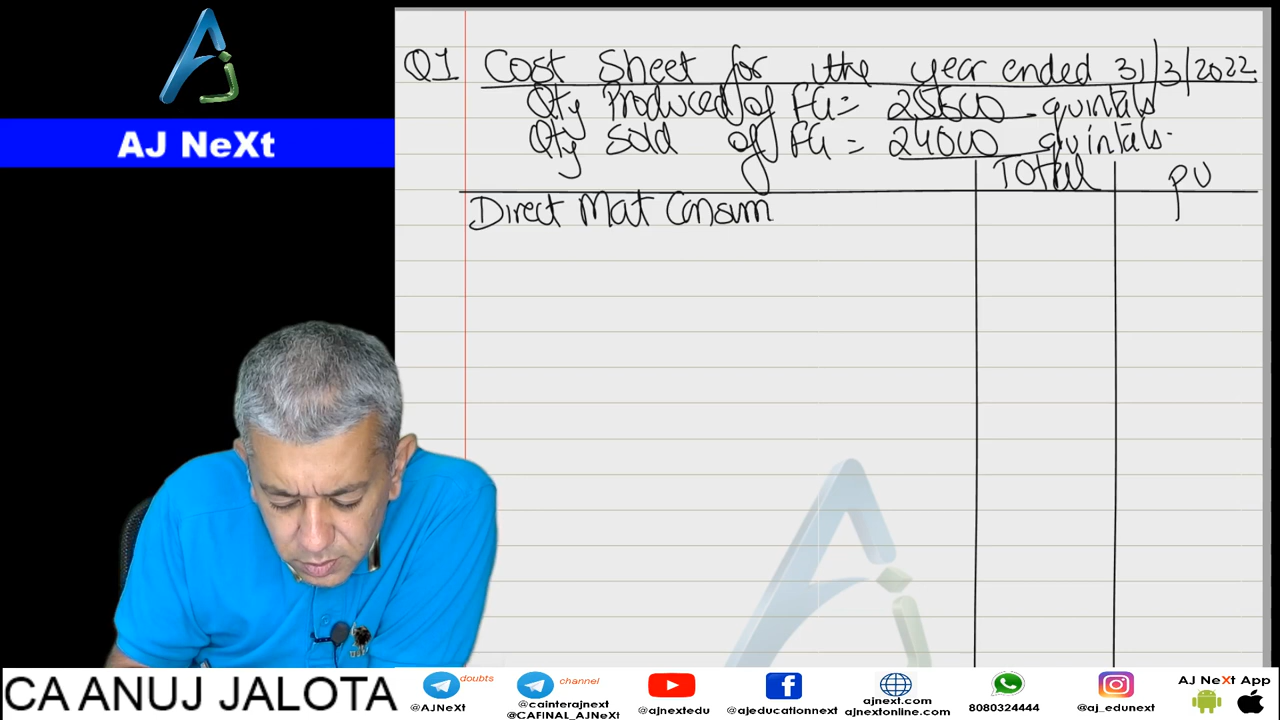 AJ NeXt
Q1 Cost Sheet for the year ended 31/3/2022
Qty Produced of FG = quintals
Qty Sold of FG = 24000 quintals.
TOTAL PU
Direct Mat Consum
CA ANUJ JALOTA
doubts
@AJNeXt
channel
@cainterajnext
@CAFINAL_AJNeXt
@ajnextedu
@ajeducationnext
ajnext.com
ajnextonline.com
8080324444
@aj_edunext
AJ NeXt App